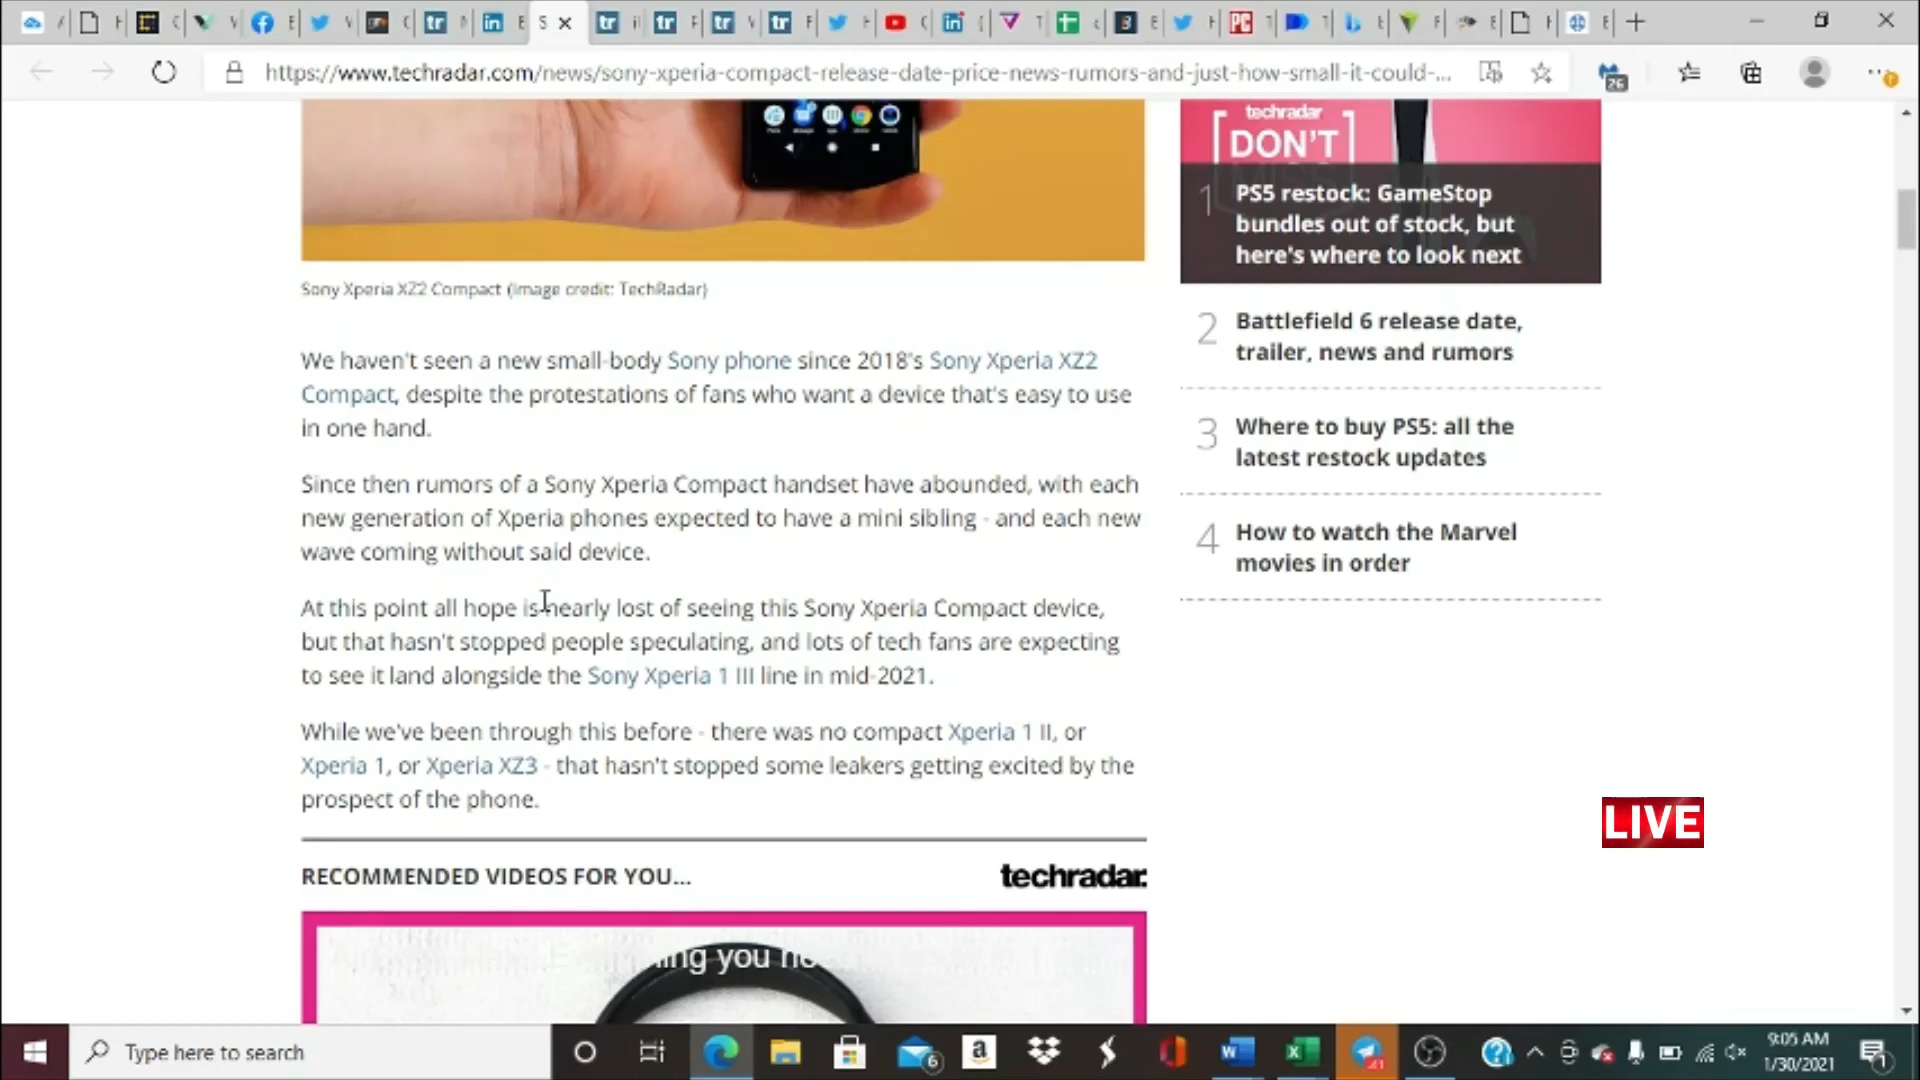 https://www.techradar.com/news/sony-xperia-compact-release-date-price-news-rumors-and-just-how-small-it-could-...
26
techradar
DON'T
MISS
1
PS5 restock: GameStop
bundles out of stock, but
here's where to look next
Sony Xperia XZ2 Compact (Image credit: TechRadar)
2
Battlefield 6 release date,
trailer, news and rumors
We haven't seen a new small-body Sony phone since 2018's Sony Xperia XZ2
Compact, despite the protestations of fans who want a device that's easy to use
in one hand.
3
Where to buy PS5: all the
latest restock updates
Since then rumors of a Sony Xperia Compact handset have abounded, with each
new generation of Xperia phones expected to have a mini sibling - and each new
wave coming without said device.
4
How to watch the Marvel
movies in order
At this point all hope is nearly lost of seeing this Sony Xperia Compact device,
but that hasn't stopped people speculating, and lots of tech fans are expecting
to see it land alongside the Sony Xperia 1 III line in mid-2021.
While we've been through this before - there was no compact Xperia 1 II, or
Xperia 1, or Xperia XZ3 - that hasn't stopped some leakers getting excited by the
prospect of the phone.
LIVE
RECOMMENDED VIDEOS FOR YOU...
techradar.
you
Type here to search
6
9:05 AM
1/30/2021
1